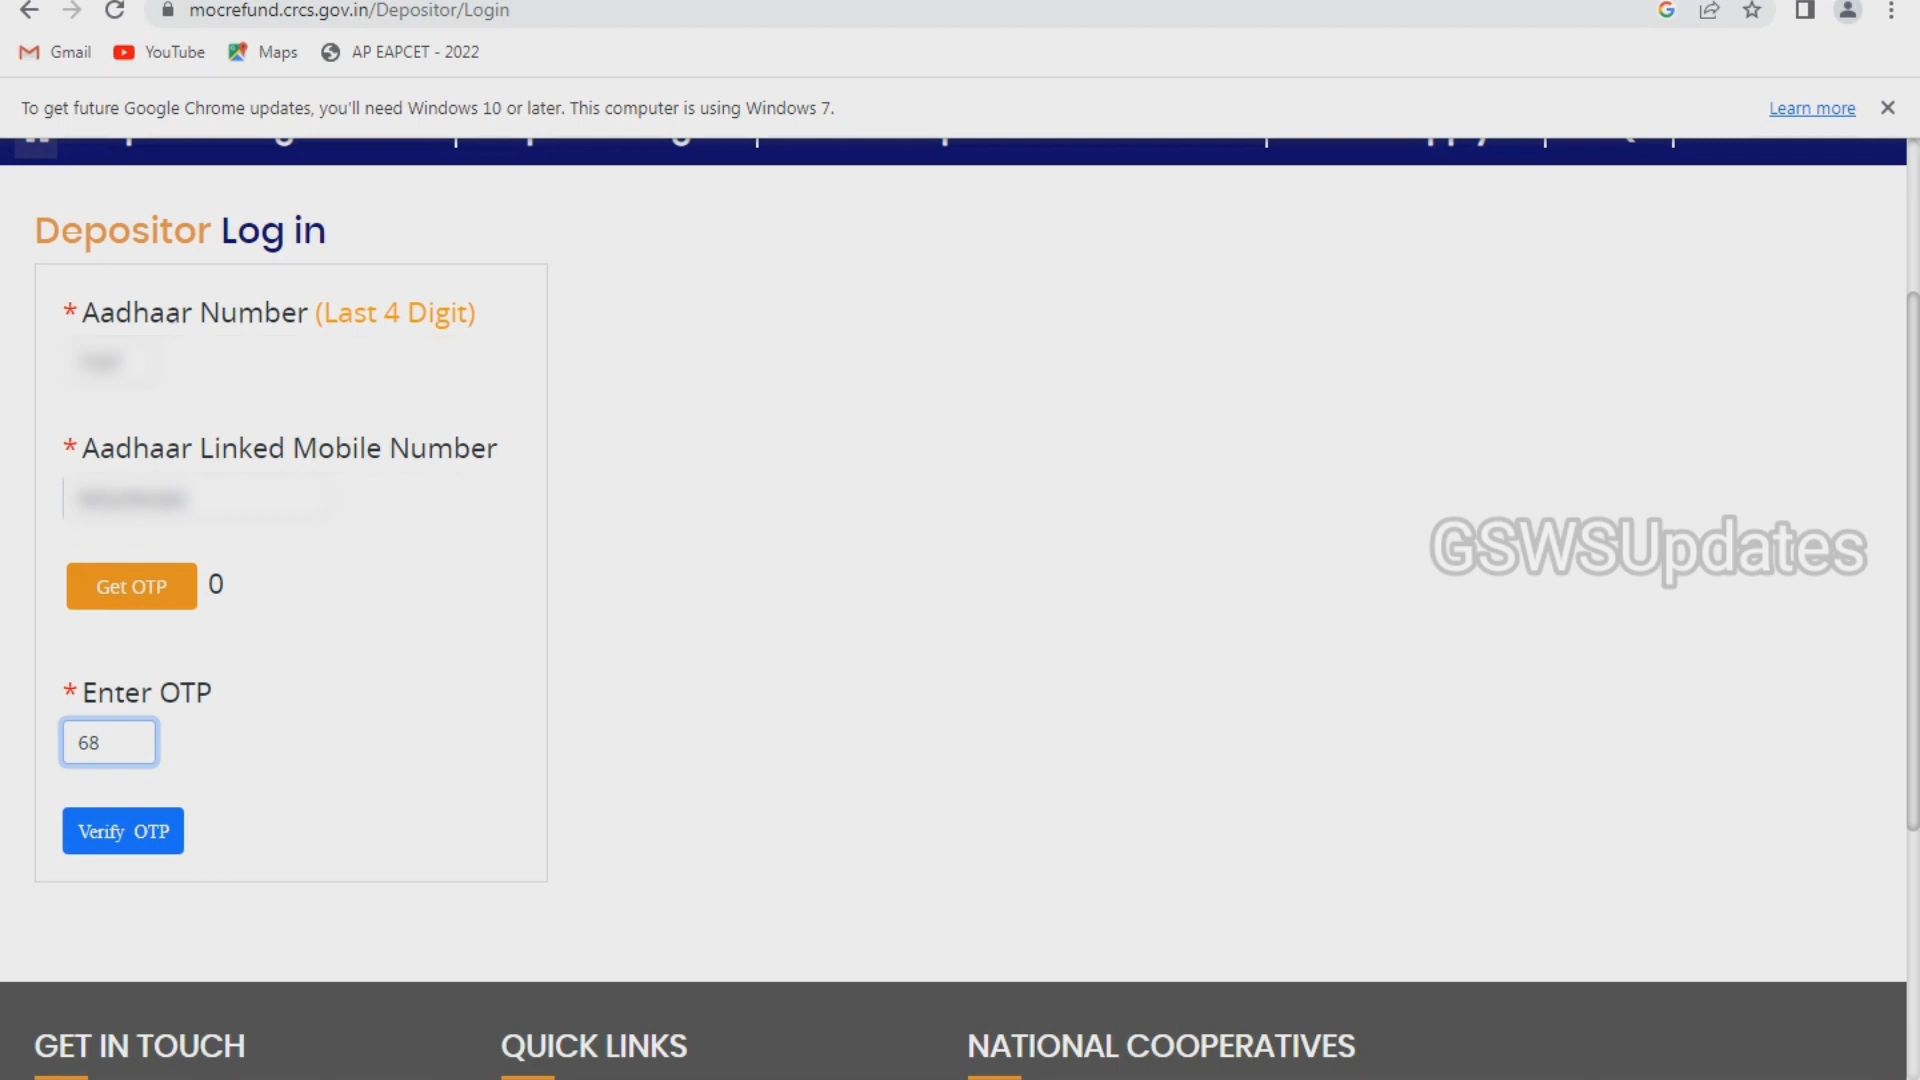 mocrefund.crcs.gov.in/Depositor/Login
Gmail YouTube Maps AP EAPCET - 2022
To get future Google Chrome updates, you'll need Windows 10 or later. This computer is using Windows 7. Learn more
Depositor Log in
* Aadhaar Number (Last 4 Digit)
* Aadhaar Linked Mobile Number
GSWSUpdates
Get OTP 0
* Enter OTP
68
Verify OTP
GET IN TOUCH QUICK LINKS NATIONAL COOPERATIVES